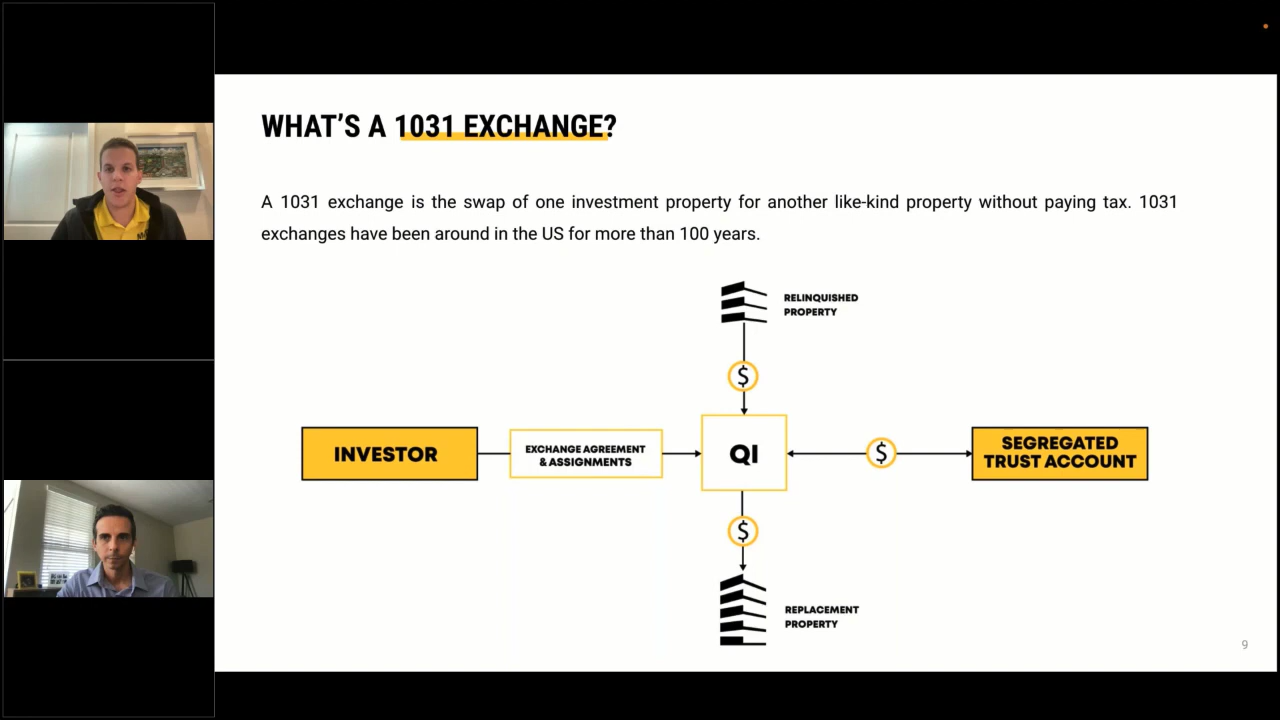 WHAT'S A 1031 EXCHANGE?
A 1031 exchange is the swap of one investment property for another like-kind property without paying tax. 1031
exchanges have been around in the US for more than 100 years.
RELINQUISHED
PROPERTY
$
INVESTOR
EXCHANGE AGREEMENT
& ASSIGNMENTS
QI
$
SEGREGATED
TRUST ACCOUNT
$
REPLACEMENT
PROPERTY
9